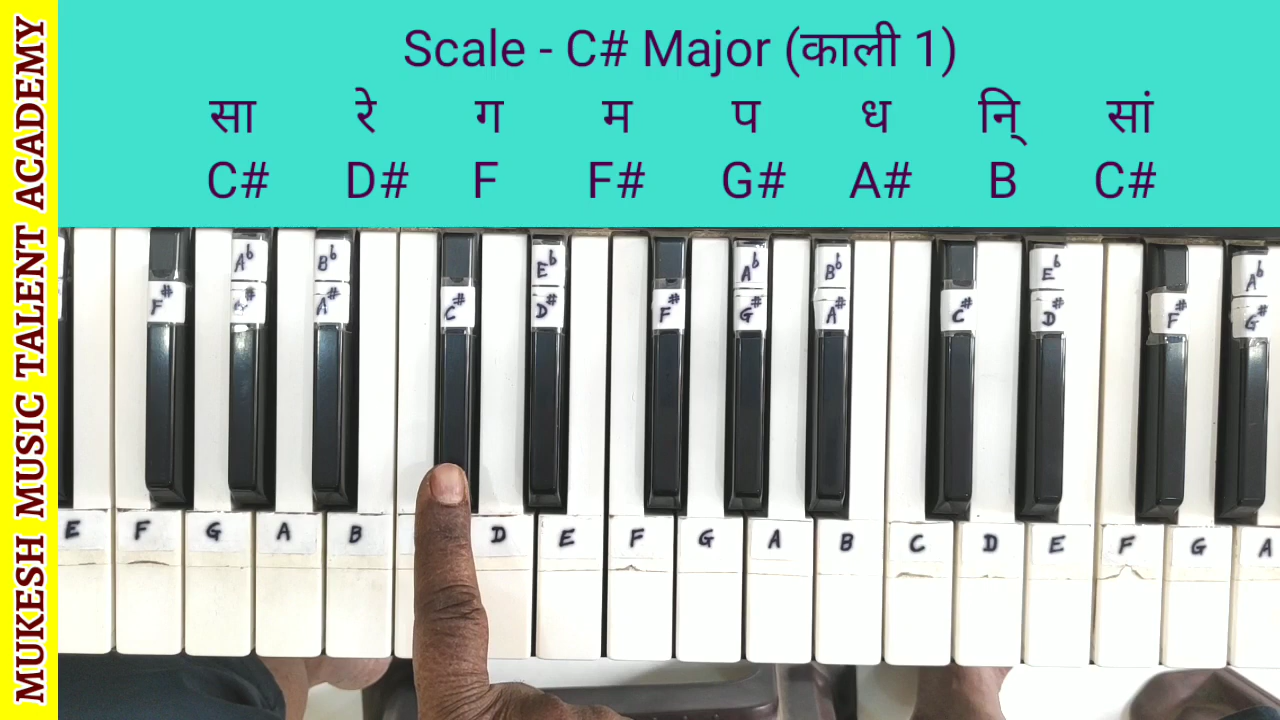 MUKESH MUSIC TALENT ACADEMY
Scale - C# Major (काली 1)
सा रे ग म प ध नि् सां
C# D# F F# G# A# B C#
A♭ B♭ E♭ A♭ B♭ E♭ A♭
F# A# C# D# F# G# A# C# D# F# G#
E F G A B D E F G A B C D E F G A